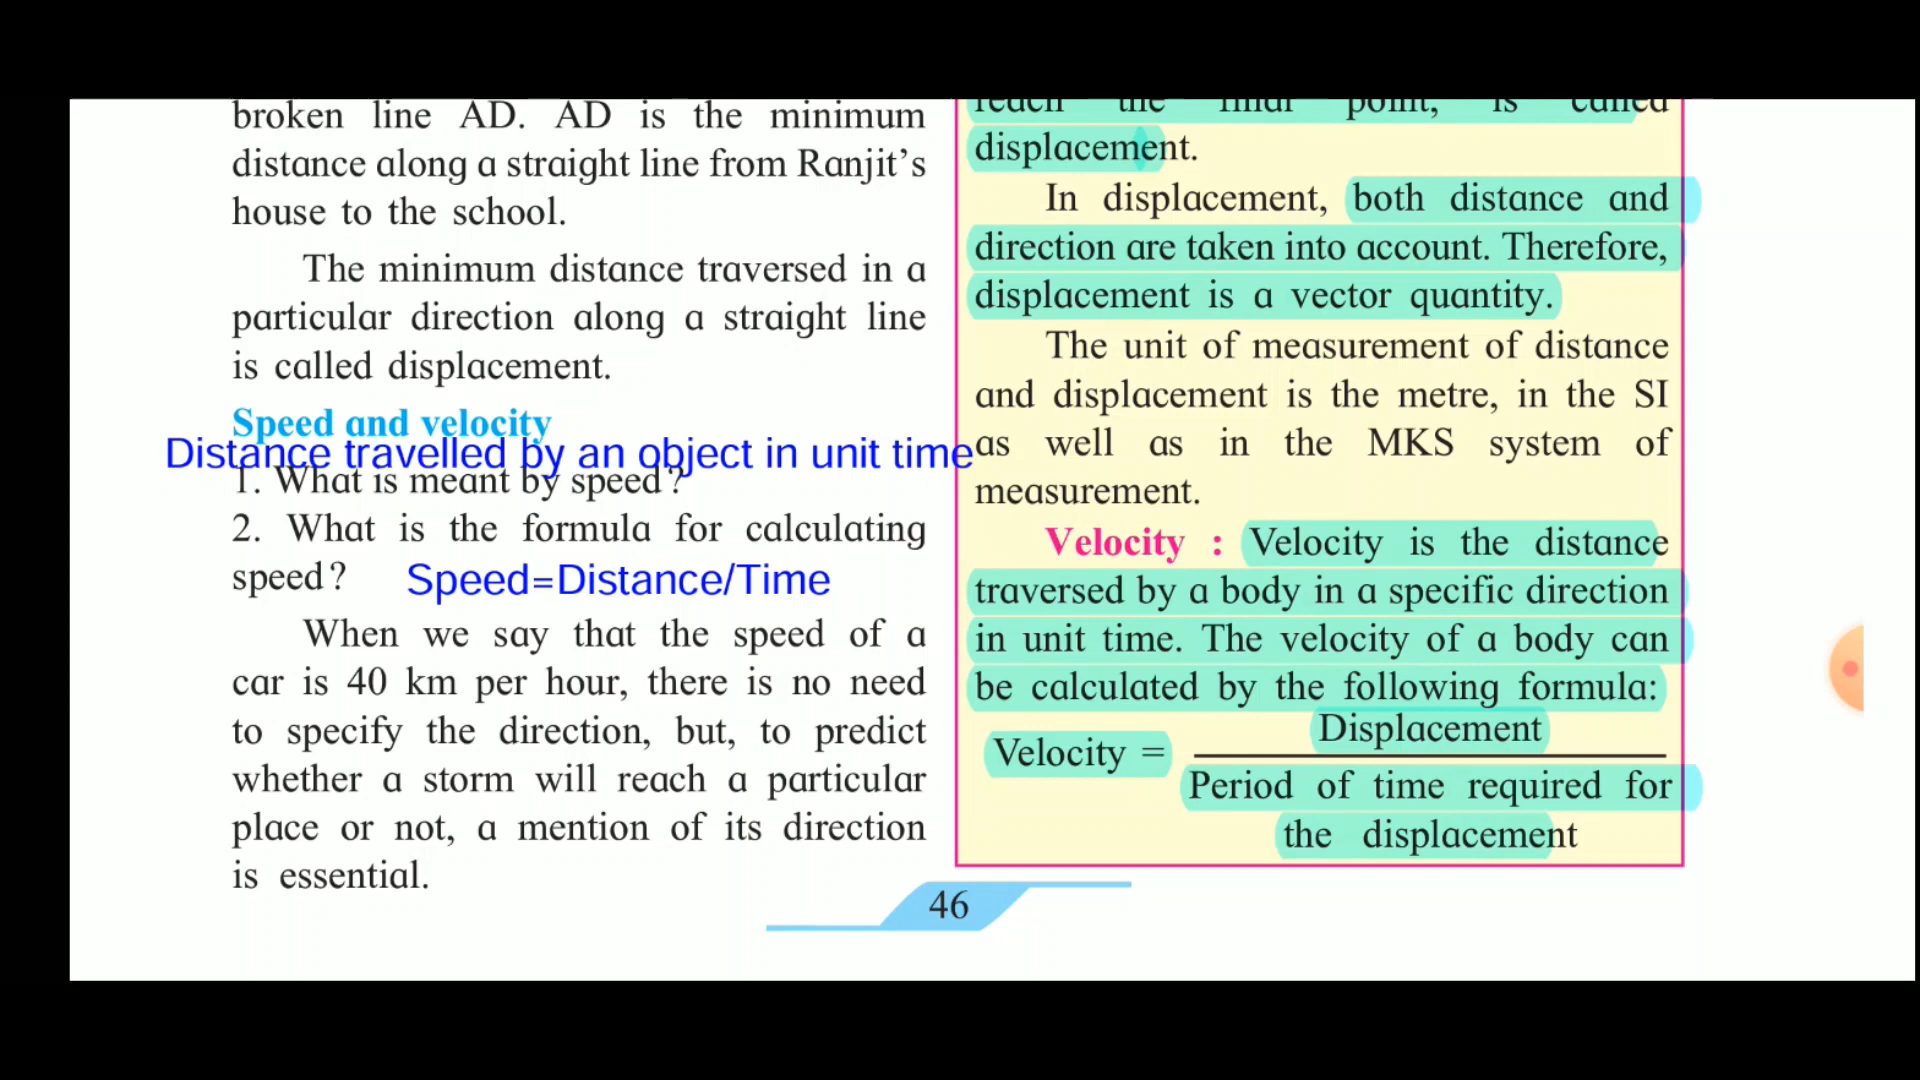 broken line AD. AD is the minimum
distance along a straight line from Ranjit's
house to the school.
The minimum distance traversed in a
particular direction along a straight line
is called displacement.
Speed and velocity
Distance travelled by an object in unit time
1. What is meant by speed?
2. What is the formula for calculating
speed?
Speed=Distance/Time
When we say that the speed of a
car is 40 km per hour, there is no need
to specify the direction, but, to predict
whether a storm will reach a particular
place or not, a mention of its direction
is essential.
reach the final point, is called
displacement.
In displacement, both distance and
direction are taken into account. Therefore,
displacement is a vector quantity.
The unit of measurement of distance
and displacement is the metre, in the SI
as well as in the MKS system of
measurement.
Velocity : Velocity is the distance
traversed by a body in a specific direction
in unit time. The velocity of a body can
be calculated by the following formula:
Displacement
Velocity =
Period of time required for
the displacement
46